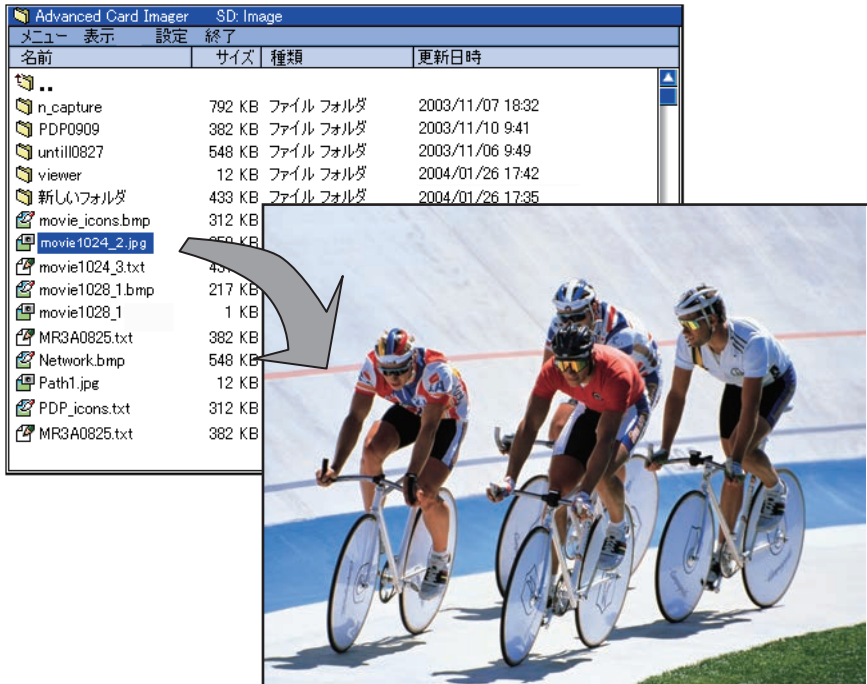 Advanced Card Imager SD: Image
メニュー 表示 設定 終了
名前 サイズ 種類 更新日時
..
n_capture 792 KB ファイル フォルダ 2003/11/07 18:32
PDP0909 382 KB ファイル フォルダ 2003/11/10 9:41
untill0827 548 KB ファイル フォルダ 2003/11/06 9:49
viewer 12 KB ファイル フォルダ 2004/01/26 17:42
新しいフォルダ 433 KB ファイル フォルダ 2004/01/26 17:35
movie_icons.bmp 312 KB
movie1024_2.jpg KB
movie1024_3.txt KB
movie1028_1.bmp 217 KB
movie1028_1 1 KB
MR3A0825.txt 382 KB
Network.bmp 548 KB
Path1.jpg 12 KB
PDP_icons.txt 312 KB
MR3A0825.txt 382 KB